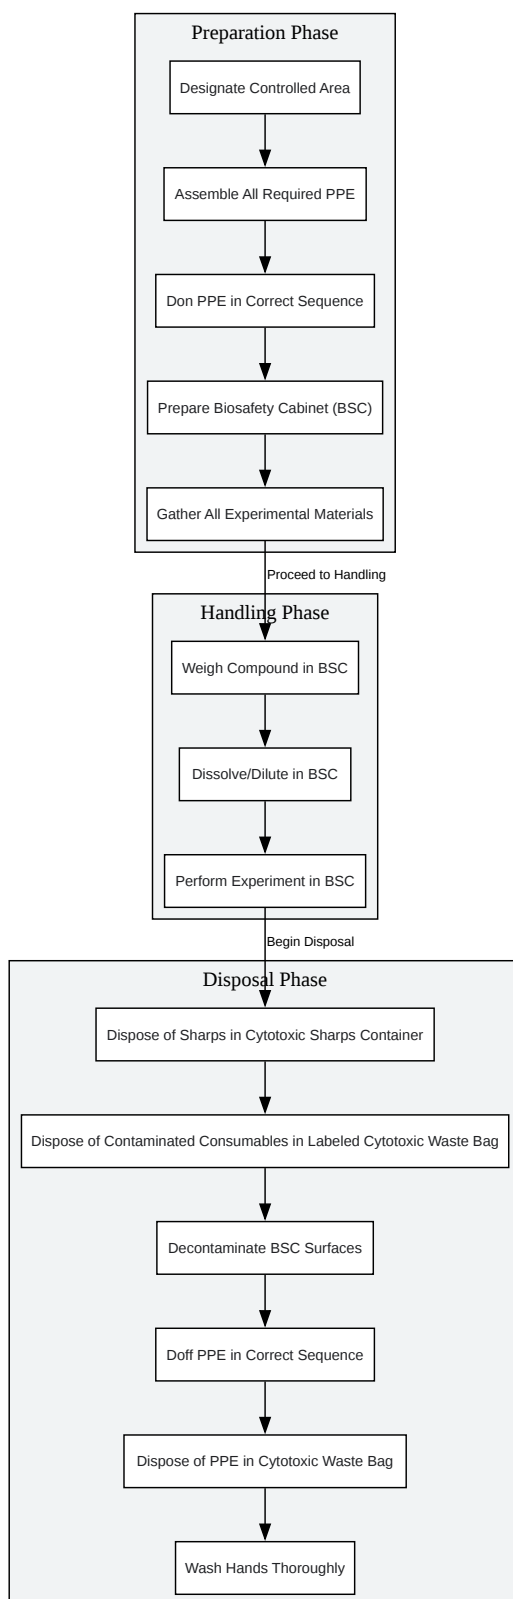 Preparation Phase
Designate Controlled Area
Assemble All Required PPE
Don PPE in Correct Sequence
Prepare Biosafety Cabinet (BSC)
Gather All Experimental Materials
Proceed to Handling
Handling Phase
Weigh Compound in BSC
Dissolve/Dilute in BSC
Perform Experiment in BSC
Begin Disposal
Disposal Phase
Dispose of Sharps in Cytotoxic Sharps Container
Dispose of Contaminated Consumables in Labeled Cytotoxic Waste Bag
Decontaminate BSC Surfaces
Doff PPE in Correct Sequence
Dispose of PPE in Cytotoxic Waste Bag
Wash Hands Thoroughly